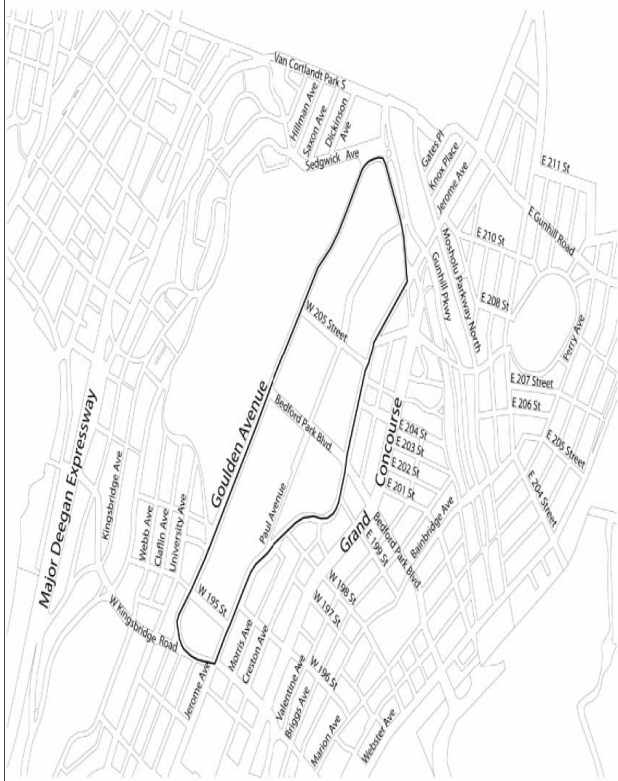 Van Cortlandt Park S
Hillman Ave
Saxon Ave
Dickinson
Ave
Sedgwick Ave
Gates Pl
Knox Place
Jerome Ave
E 211 St
E Gunhill Road
E 210 St
Mosholu Parkway North
Gunhill Pkwy
E 208 St
Perry Ave
W 205 Street
E 207 Street
E 206 St
E 205 Street
E 204 Street
Goulden Avenue
Bedford Park Blvd.
Concourse
E 204 St
E 203 St
E 202 St
E 201 St
Major Deegan Expressway
Kingsbridge Ave
Webb Ave
Claflin Ave
University Ave
Paul Avenue
Grand
Bedford Park Blvd.
E 199 St
Bainbridge Ave
W 198 St
W 197 St
W 195 St
W Kingsbridge Road
Jerome Ave
Morris Ave
Creston Ave
W 196 St
Valentine Ave
Briggs Ave
Marion Ave
Webster Ave